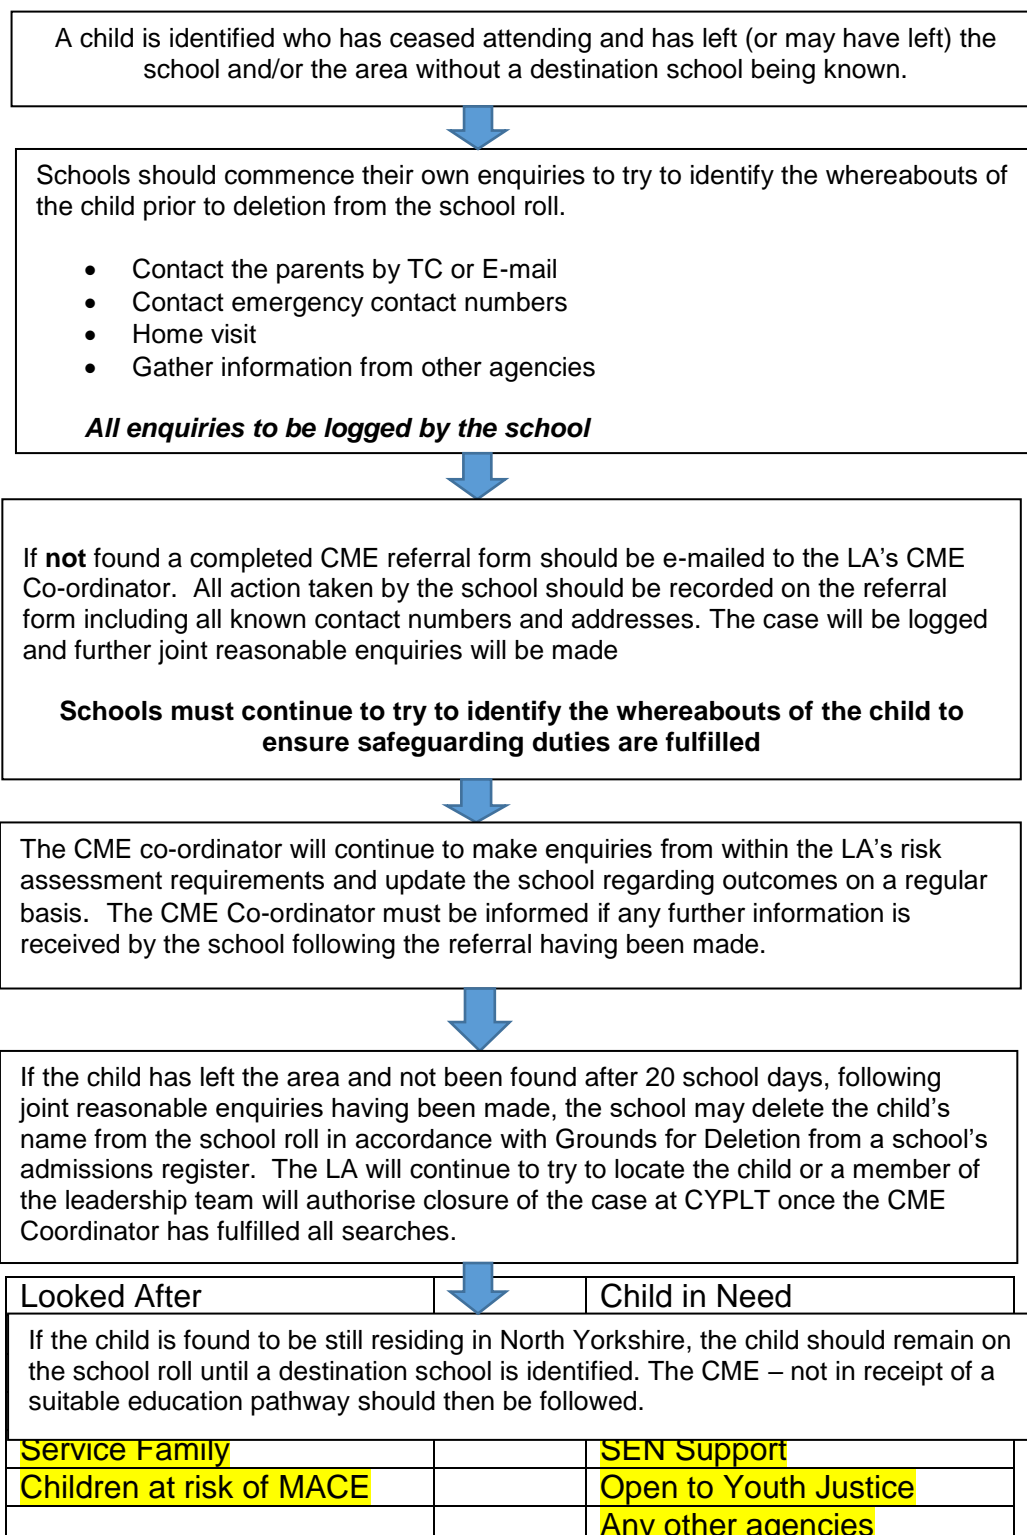 A child is identified who has ceased attending and has left (or may have left) the
school and/or the area without a destination school being known.
Schools should commence their own enquiries to try to identify the whereabouts of
the child prior to deletion from the school roll.
• Contact the parents by TC or E-mail
• Contact emergency contact numbers
• Home visit
• Gather information from other agencies
All enquiries to be logged by the school
If not found a completed CME referral form should be e-mailed to the LA’s CME
Co-ordinator. All action taken by the school should be recorded on the referral
form including all known contact numbers and addresses. The case will be logged
and further joint reasonable enquiries will be made
Schools must continue to try to identify the whereabouts of the child to
ensure safeguarding duties are fulfilled
The CME co-ordinator will continue to make enquiries from within the LA’s risk
assessment requirements and update the school regarding outcomes on a regular
basis. The CME Co-ordinator must be informed if any further information is
received by the school following the referral having been made.
If the child has left the area and not been found after 20 school days, following
joint reasonable enquiries having been made, the school may delete the child’s
name from the school roll in accordance with Grounds for Deletion from a school’s
admissions register. The LA will continue to try to locate the child or a member of
the leadership team will authorise closure of the case at CYPLT once the CME
Coordinator has fulfilled all searches.
Looked After Child in Need
If the child is found to be still residing in North Yorkshire, the child should remain on
the school roll until a destination school is identified. The CME – not in receipt of a
suitable education pathway should then be followed.
Service Family SEN Support
Children at risk of MACE Open to Youth Justice
Any other agencies